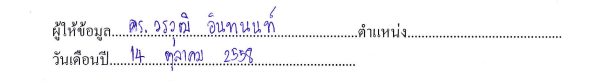 ผู้ให้ข้อมูล.... ดร. วรวุฒิ อินทนนท์ ....ตำแหน่ง....
วันเดือนปี.... 14 ตุลาคม 2558 ....